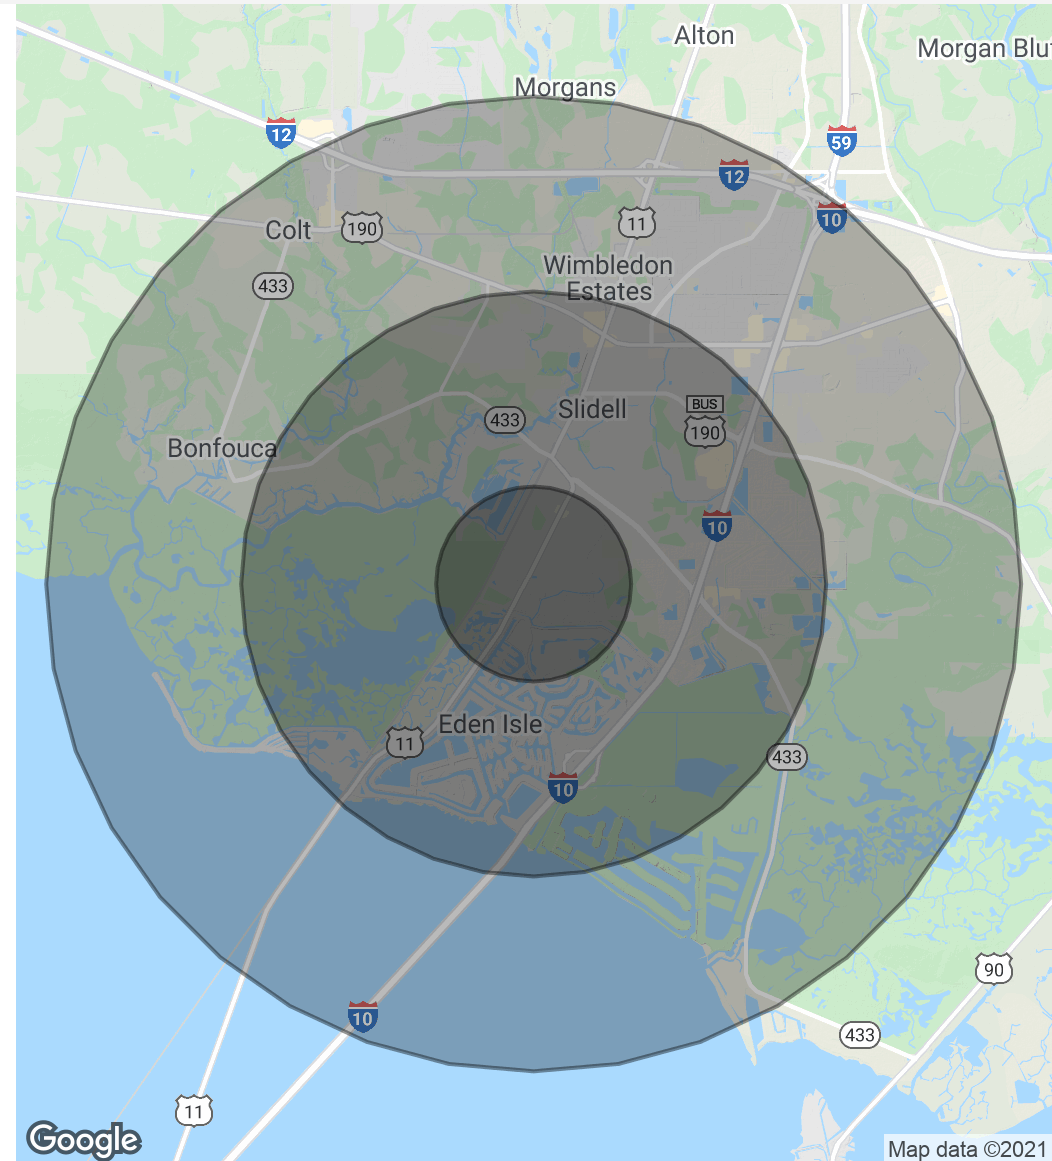 Alton
Morgan Bluf
Morgans
12
59
12
10
190
11
Colt
Wimbledon
Estates
433
BUS
190
Slidell
433
Bonfouca
10
Eden Isle
11
433
10
90
10
433
11
Google
Map data ©2021